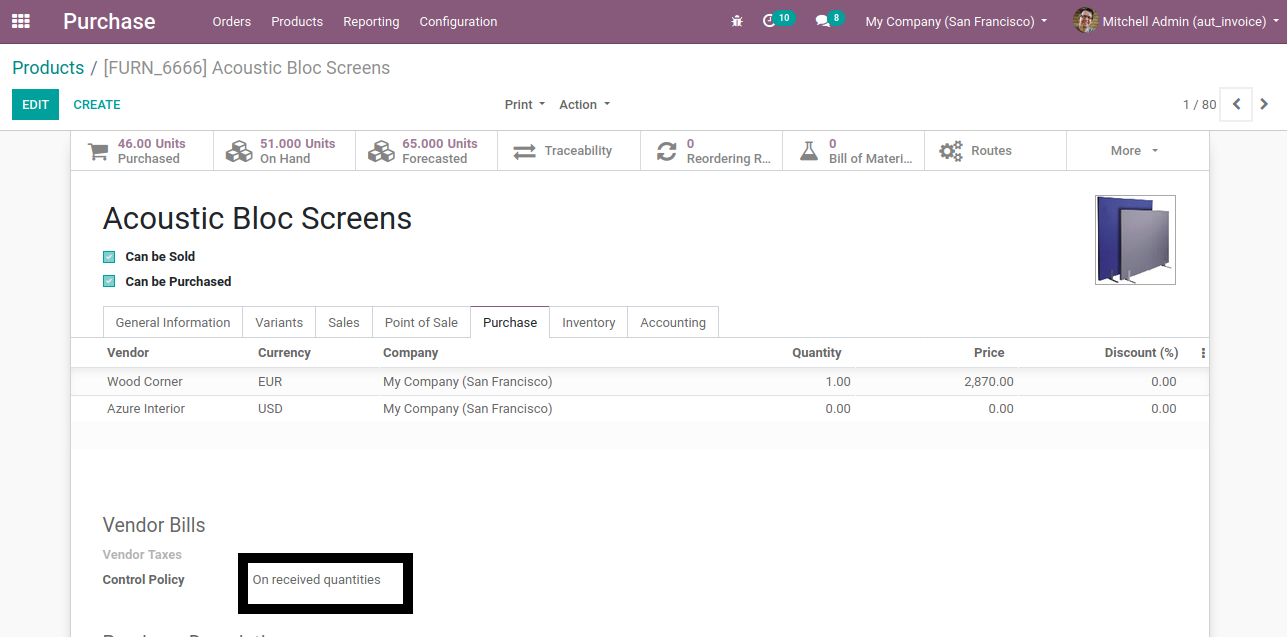 Purchase Orders Products Reporting Configuration 10 8 My Company (San Francisco) Mitchell Admin (aut_invoice)
Products / [FURN_6666] Acoustic Bloc Screens
EDIT CREATE Print Action 1 / 80
46.00 Units 51.000 Units 65.000 Units Traceability 0 0 Routes More
Purchased On Hand Forecasted Reordering R... Bill of Materi...
Acoustic Bloc Screens
Can be Sold
Can be Purchased
General Information Variants Sales Point of Sale Purchase Inventory Accounting
Vendor Currency Company Quantity Price Discount (%)
Wood Corner EUR My Company (San Francisco) 1.00 2,870.00 0.00
Azure Interior USD My Company (San Francisco) 0.00 0.00 0.00
Vendor Bills
Vendor Taxes
Control Policy On received quantities